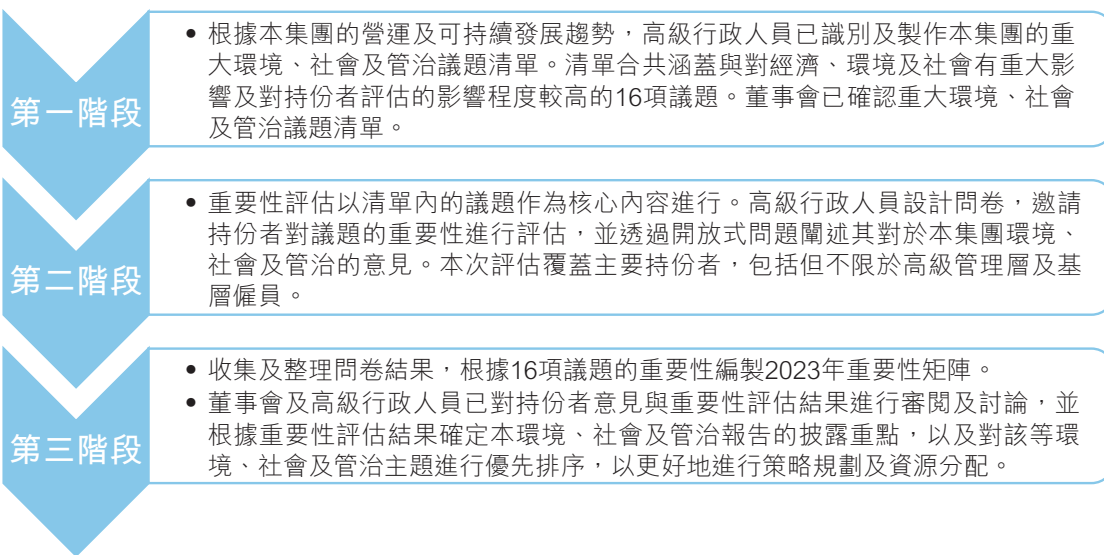 第一階段
• 根據本集團的營運及可持續發展趨勢，高級行政人員已識別及製作本集團的重
大環境、社會及管治議題清單。清單合共涵蓋與對經濟、環境及社會有重大影
響及對持份者評估的影響程度較高的16項議題。董事會已確認重大環境、社會
及管治議題清單。
第二階段
• 重要性評估以清單內的議題作為核心內容進行。高級行政人員設計問卷，邀請
持份者對議題的重要性進行評估，並透過開放式問題闡述其對於本集團環境、
社會及管治的意見。本次評估覆蓋主要持份者，包括但不限於高級管理層及基
層僱員。
第三階段
• 收集及整理問卷結果，根據16項議題的重要性編製2023年重要性矩陣。
• 董事會及高級行政人員已對持份者意見與重要性評估結果進行審閱及討論，並
根據重要性評估結果確定本環境、社會及管治報告的披露重點，以及對該等環
境、社會及管治主題進行優先排序，以更好地進行策略規劃及資源分配。